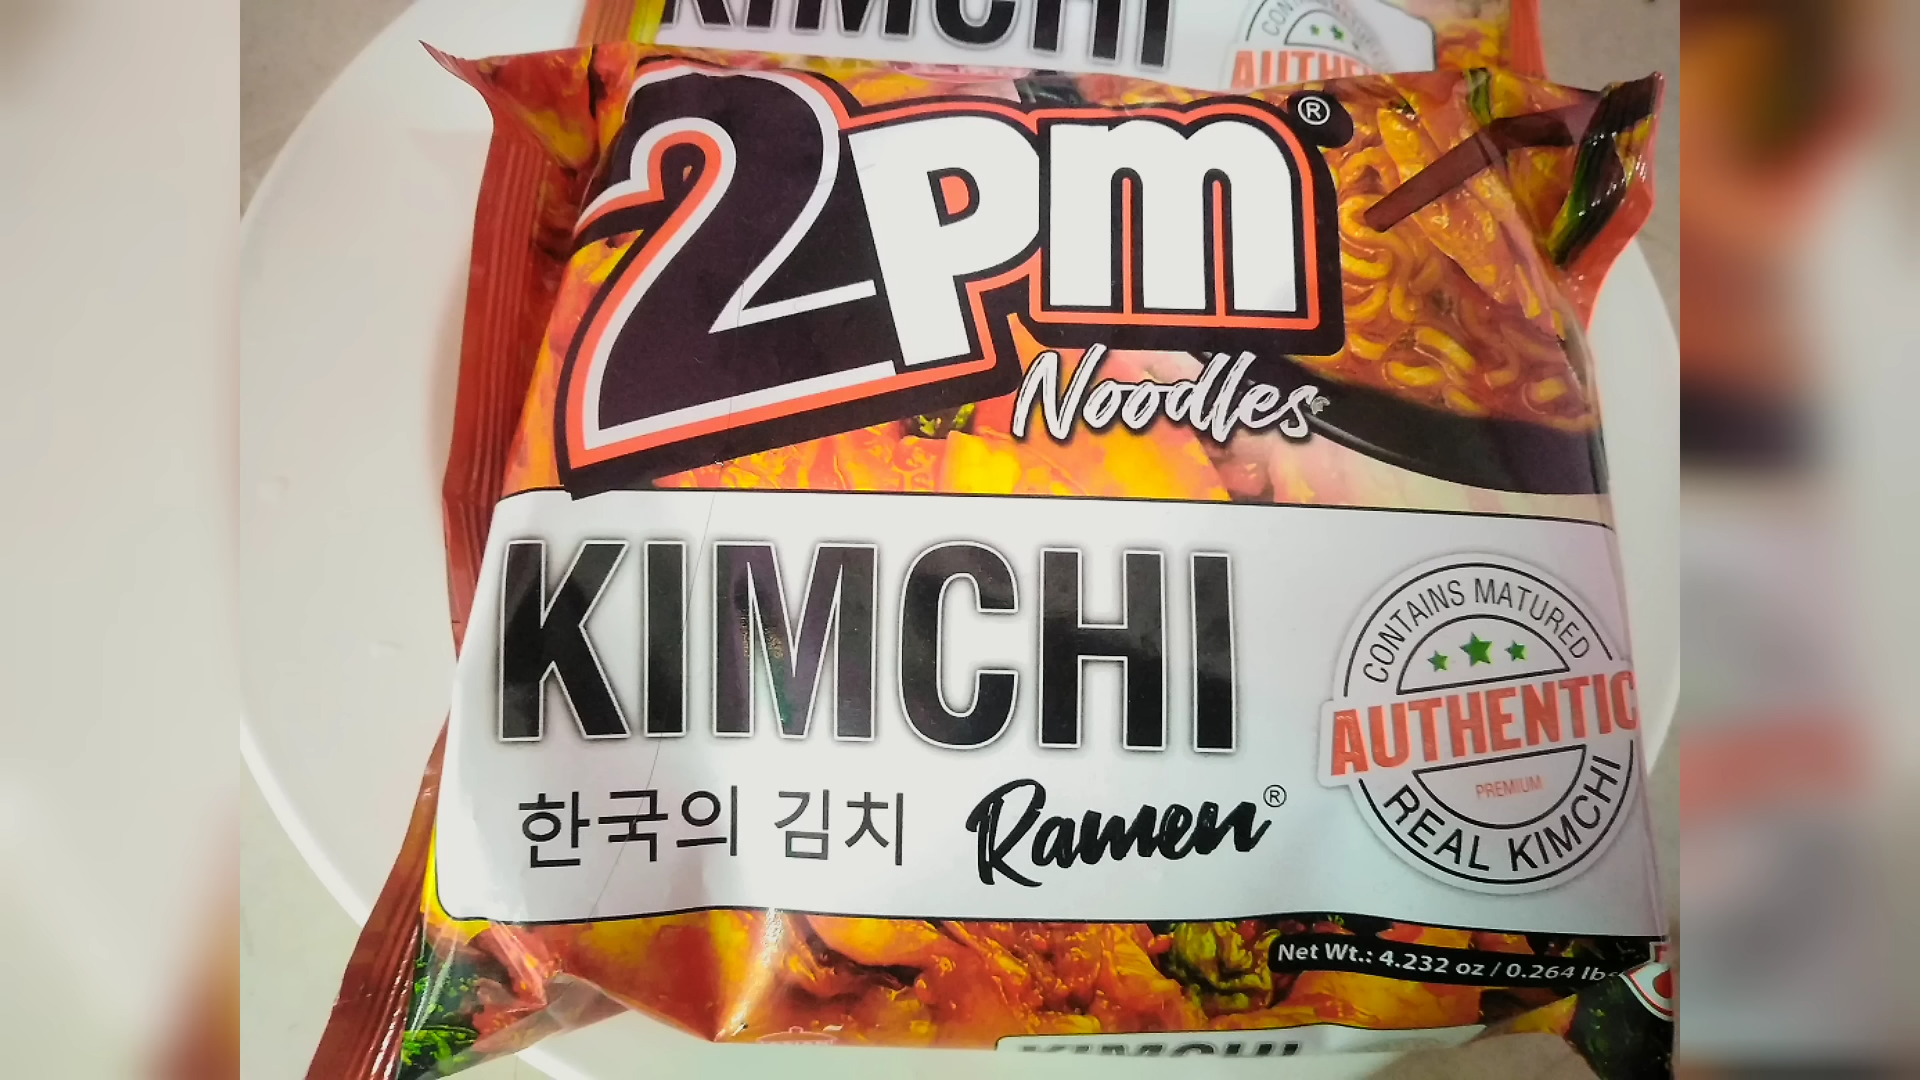 KIMCHI
2pm®
Noodles
KIMCHI
한국의 김치 Ramen®
CONTAINS MATURED
AUTHENTIC
PREMIUM
REAL KIMCHI
Net Wt.: 4.232 oz / 0.264 lbs
KIMCHI